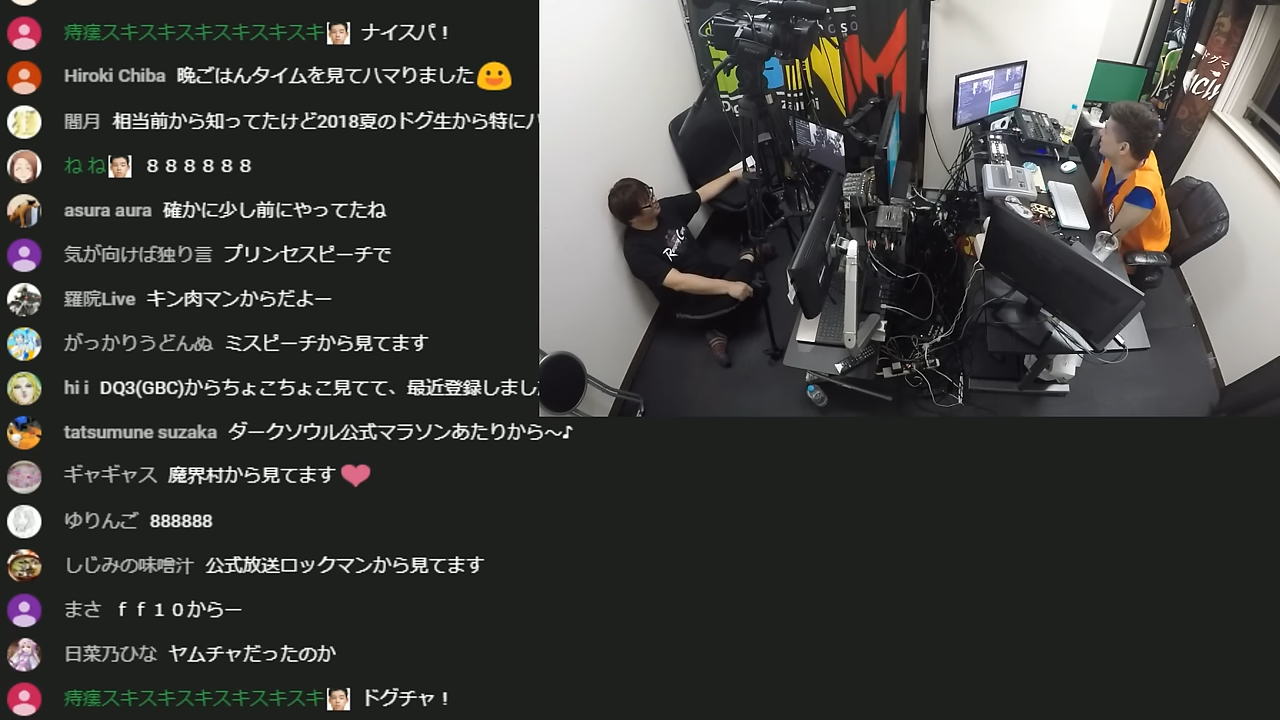 痔瘻スキスキスキスキスキスキ ナイスパ！
Hiroki Chiba 晩ごはんタイムを見てハマりました
闇月 相当前から知ってたけど2018夏のドグ生から特にハ
ね ね ８８８８８８
asura aura 確かに少し前にやってたね
気が向けば独り言 プリンセスピーチで
羅院Live キン肉マンからだよー
がっかりうどんぬ ミスピーチから見てます
hi i DQ3(GBC)からちょこちょこ見てて、最近登録しまし
tatsumune suzaka ダークソウル公式マラソンあたりから～♪
ギャギャス 魔界村から見てます
ゆりんご 888888
しじみの味噌汁 公式放送ロックマンから見てます
まさ ｆｆ１０からー
日菜乃ひな ヤムチャだったのか
痔瘻スキスキスキスキスキスキ ドグチャ！
ドグマ